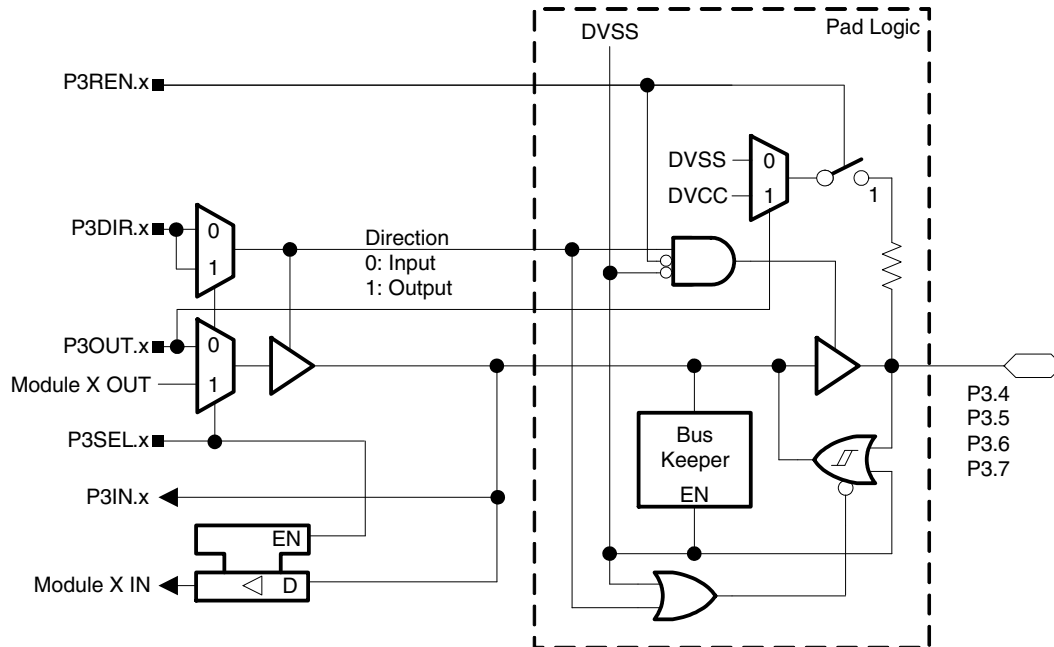 DVSS
Pad Logic
P3REN.x
DVSS
0
DVCC
1
1
P3DIR.x
0
1
Direction
0: Input
1: Output
P3OUT.x
0
Module X OUT
1
P3SEL.x
Bus
Keeper
EN
P3.4
P3.5
P3.6
P3.7
P3IN.x
EN
Module X IN
D